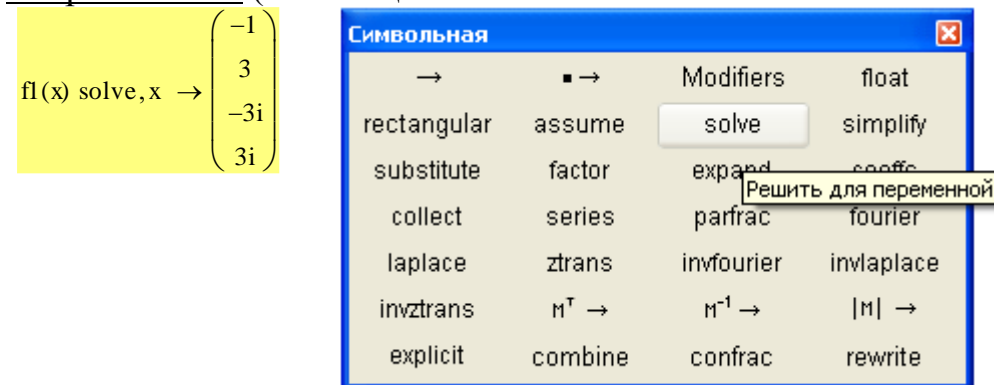 f1(x) solve, x →
-1
3
-3i
3i
Символьная
→ ▪ → Modifiers float
rectangular assume solve simplify
substitute factor expand coeffs
Решить для переменной
collect series parfrac fourier
laplace ztrans invfourier invlaplace
invztrans M^T → M^-1 → |M| →
explicit combine confrac rewrite